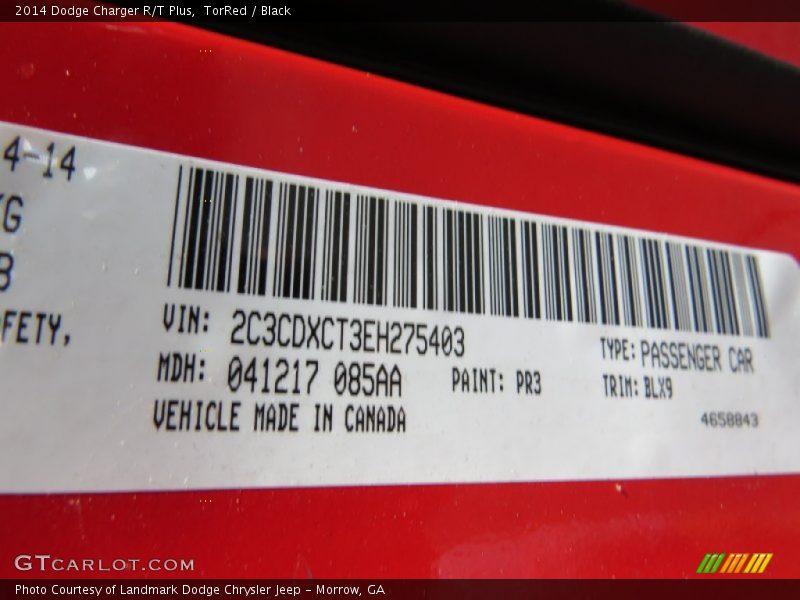 2014 Dodge Charger R/T Plus,  TorRed / Black
4-14
G
FETY,
VIN: 2C3CDXCT3EH275403
TYPE: PASSENGER CAR
MDH: 041217 085AA
PAINT: PR3
TRIM: BLX9
VEHICLE MADE IN CANADA
4658843
GTCARLOT.COM
Photo Courtesy of Landmark Dodge Chrysler Jeep - Morrow, GA